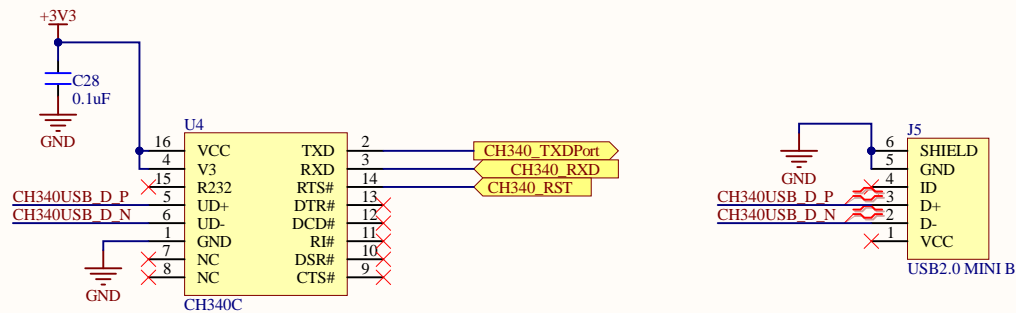 +3V3
C28
0.1uF
GND
U4
16 VCC TXD 2 CH340_TXDPort
4 V3 RXD 3 CH340_RXD
15 R232 RTS# 14 CH340_RST
CH340USB_D_P 5 UD+ DTR# 13
CH340USB_D_N 6 UD- DCD# 12
1 GND RI# 11
7 NC DSR# 10
8 NC CTS# 9
GND
CH340C
J5
6 SHIELD
5 GND
GND
4 ID
CH340USB_D_P 3 D+
CH340USB_D_N 2 D-
1 VCC
USB2.0 MINI B